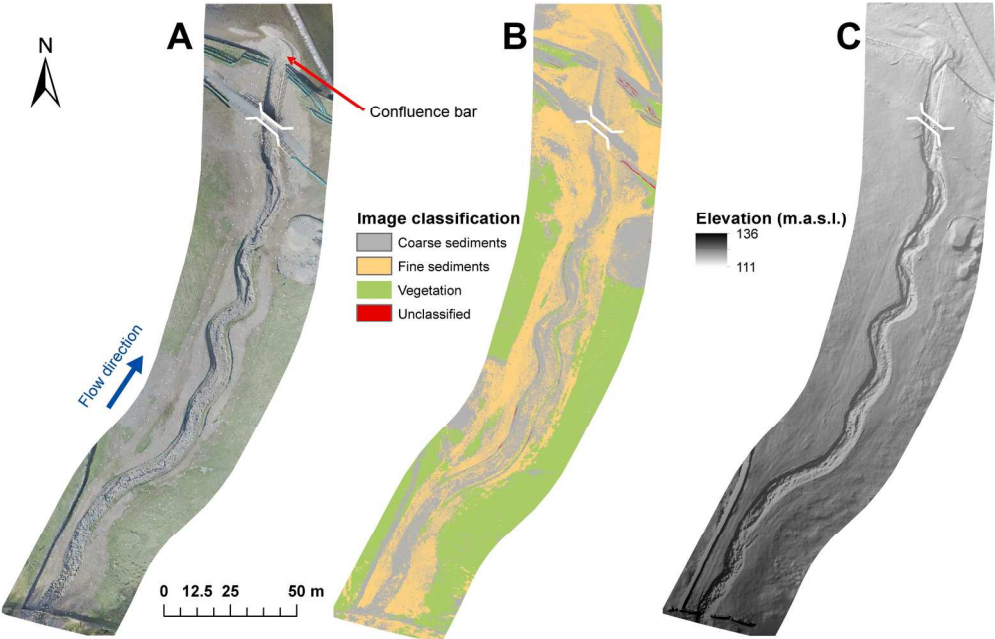 N
A
B
C
Confluence bar
Image classification
Coarse sediments
Fine sediments
Vegetation
Unclassified
Elevation (m.a.s.l.)
136
111
Flow direction
0 12.5 25 50 m